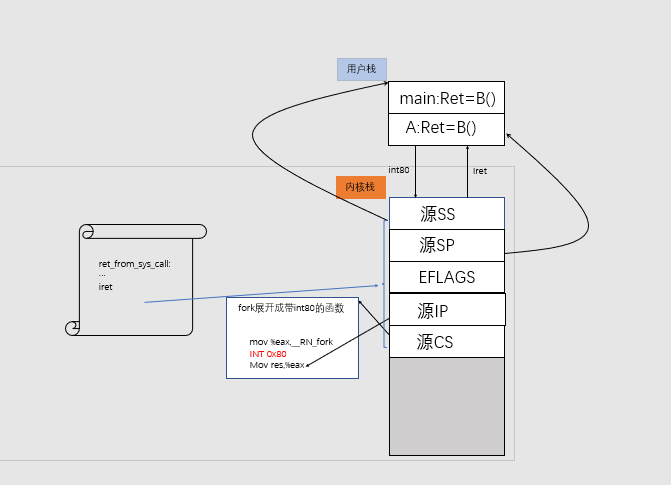 用户栈
main:Ret=B()
A:Ret=B()
int80
iret
内核栈
源SS
源SP
EFLAGS
源IP
源CS
ret_from_sys_call:
...
iret
fork展开成带int80的函数
mov %eax,__RN_fork
INT 0x80
Mov res,%eax